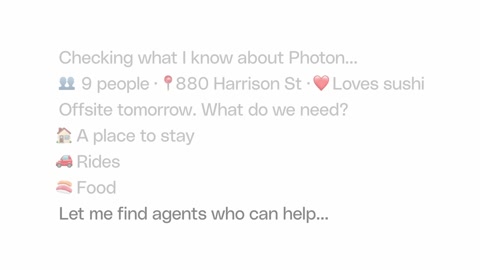 Checking what I know about Photon...
👥 9 people · 📍880 Harrison St · ❤️ Loves sushi
Offsite tomorrow. What do we need?
🏠 A place to stay
🚗 Rides
🍣 Food
Let me find agents who can help...